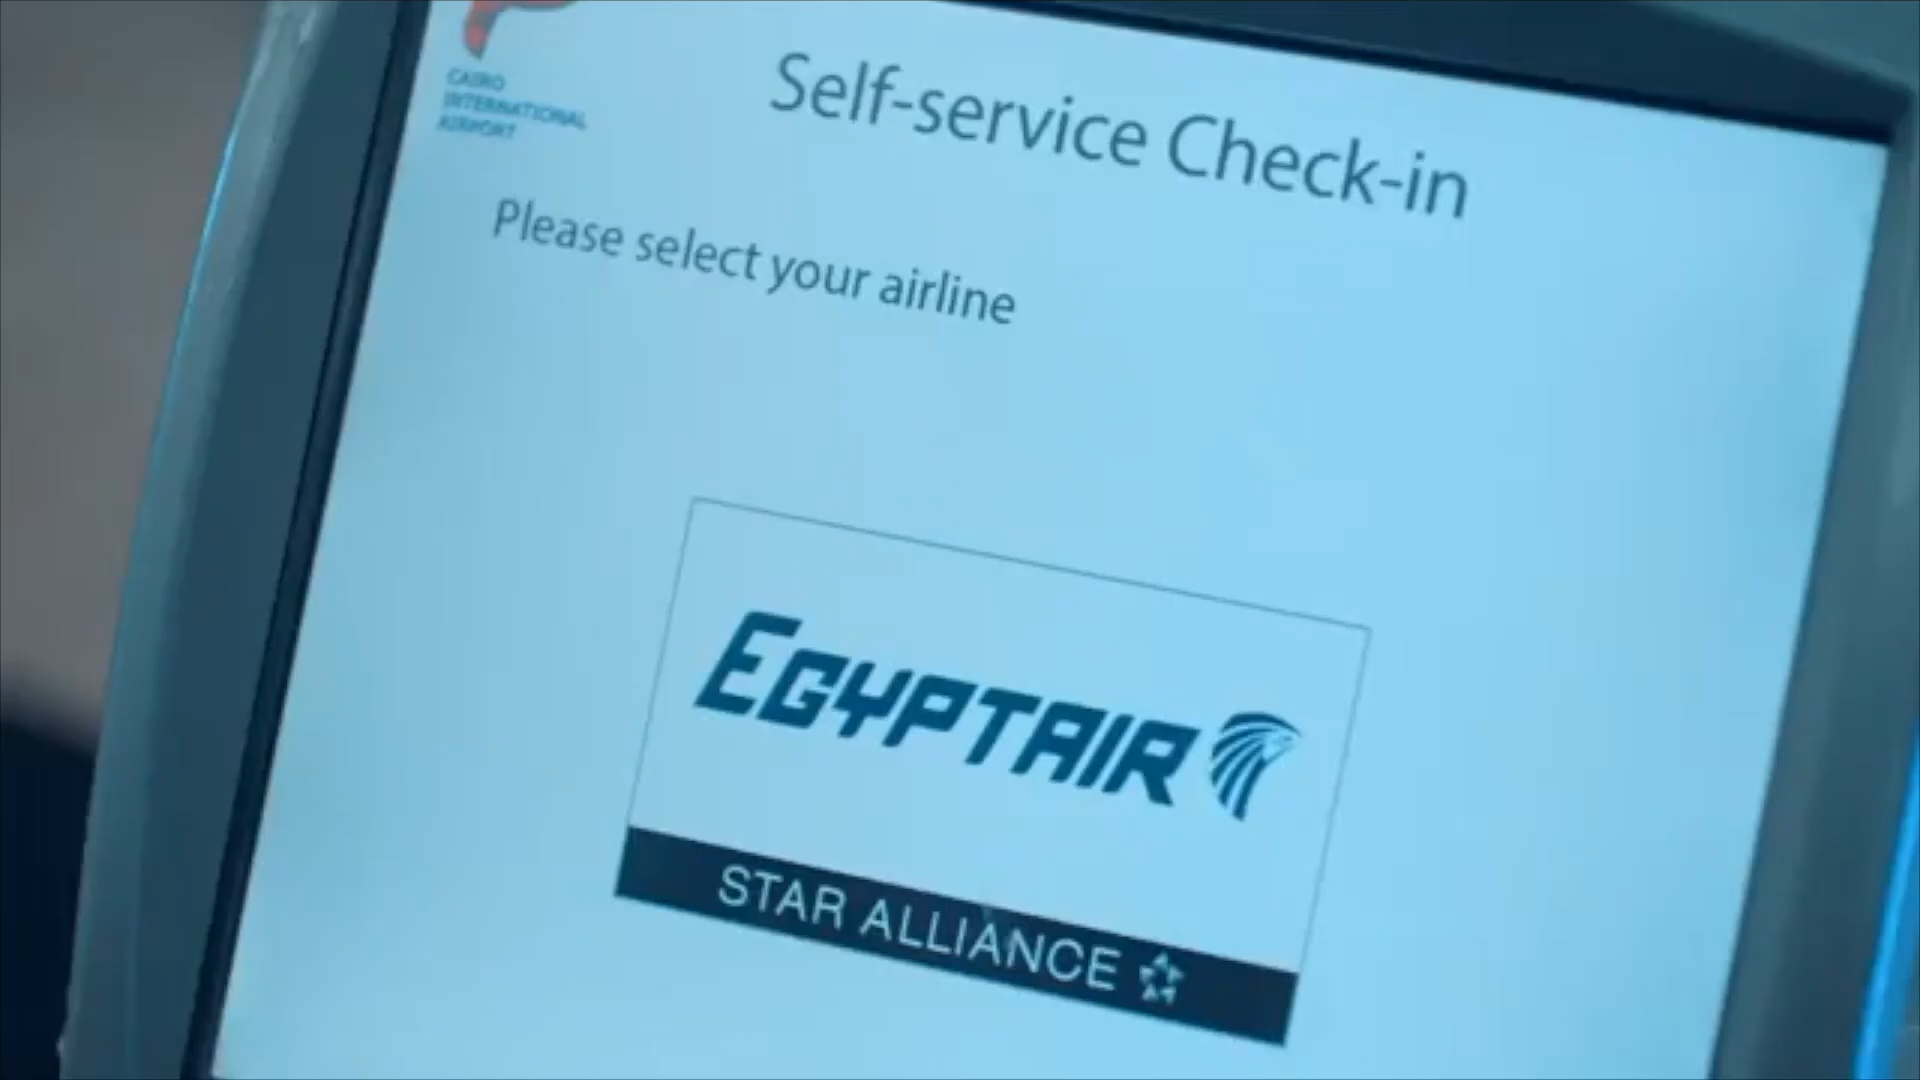 CAIRO
INTERNATIONAL
AIRPORT
Self-service Check-in
Please select your airline
EGYPTAIR
STAR ALLIANCE